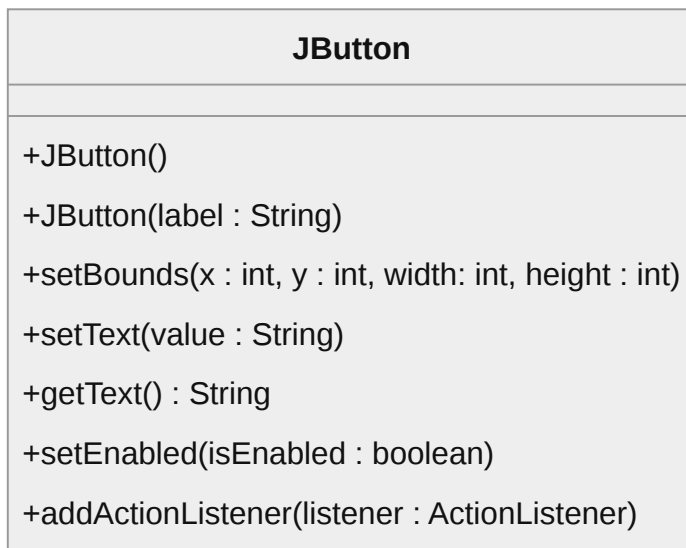 JButton
+JButton()
+JButton(label : String)
+setBounds(x : int, y : int, width: int, height : int)
+setText(value : String)
+getText() : String
+setEnabled(isEnabled : boolean)
+addActionListener(listener : ActionListener)